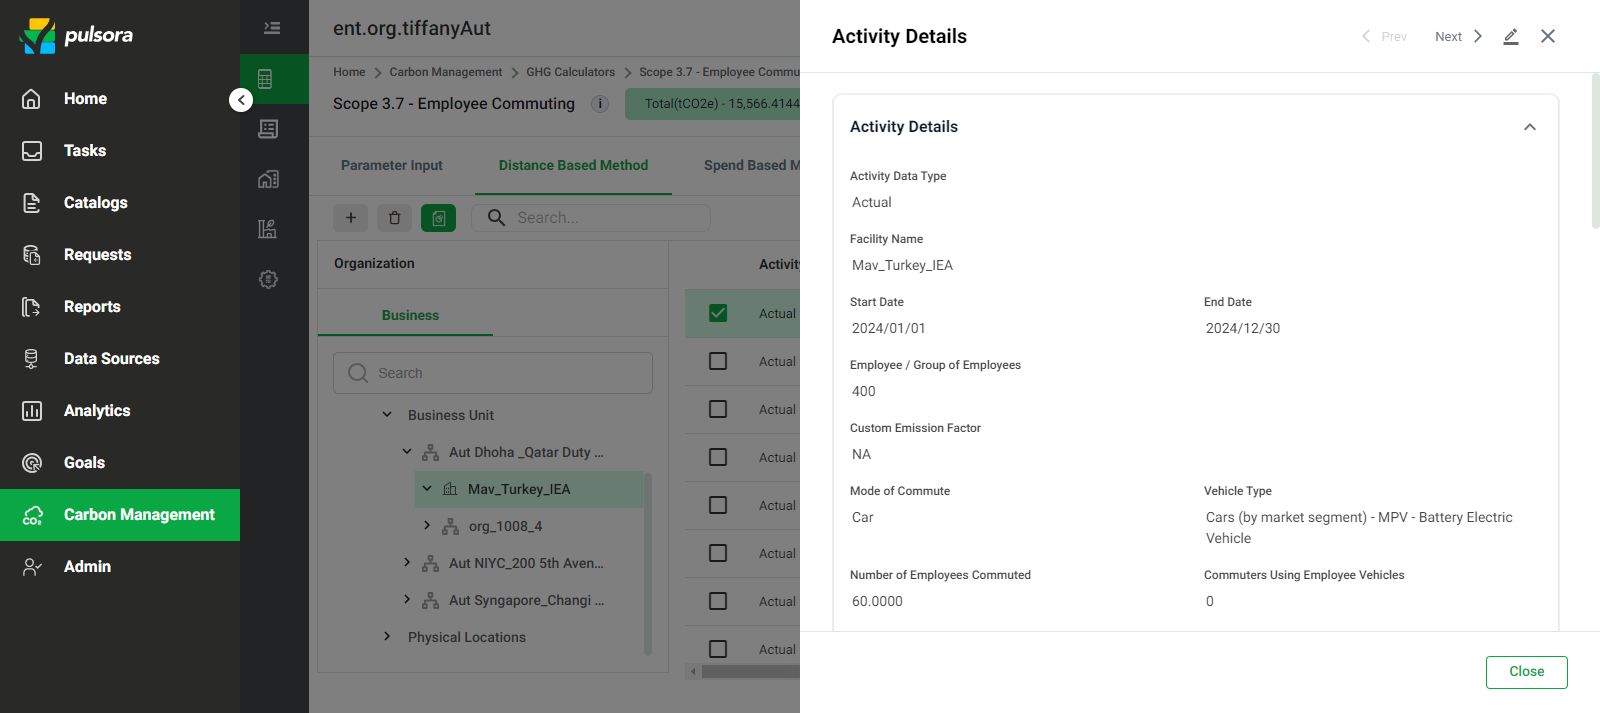 pulsora
Home
Tasks
Catalogs
Requests
Reports
Data Sources
Analytics
Goals
Carbon Management
Admin
ent.org.tiffanyAut
Home > Carbon Management > GHG Calculators > Scope 3.7 - Employee Commu
Scope 3.7 - Employee Commuting i Total(tCO2e) - 15,566.4144
Parameter Input Distance Based Method Spend Based M
Search...
Organization
Business
Search
Business Unit
Aut Dhoha _Qatar Duty ...
Mav_Turkey_IEA
org_1008_4
Aut NIYC_200 5th Aven...
Aut Syngapore_Changi ...
Physical Locations
Activity
Actual
Actual
Actual
Actual
Actual
Actual
Actual
Actual
Activity Details
Prev Next
Activity Details
Activity Data Type
Actual
Facility Name
Mav_Turkey_IEA
Start Date End Date
2024/01/01 2024/12/30
Employee / Group of Employees
400
Custom Emission Factor
NA
Mode of Commute Vehicle Type
Car Cars (by market segment) - MPV - Battery Electric
Vehicle
Number of Employees Commuted Commuters Using Employee Vehicles
60.0000 0
Close